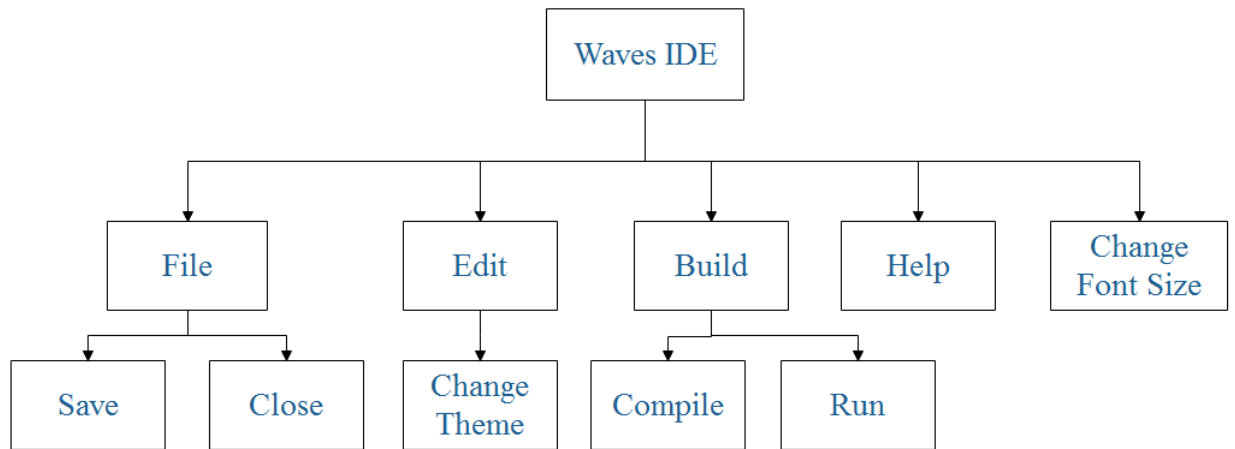 Waves IDE
File
Edit
Build
Help
Change
Font Size
Save
Close
Change
Theme
Compile
Run